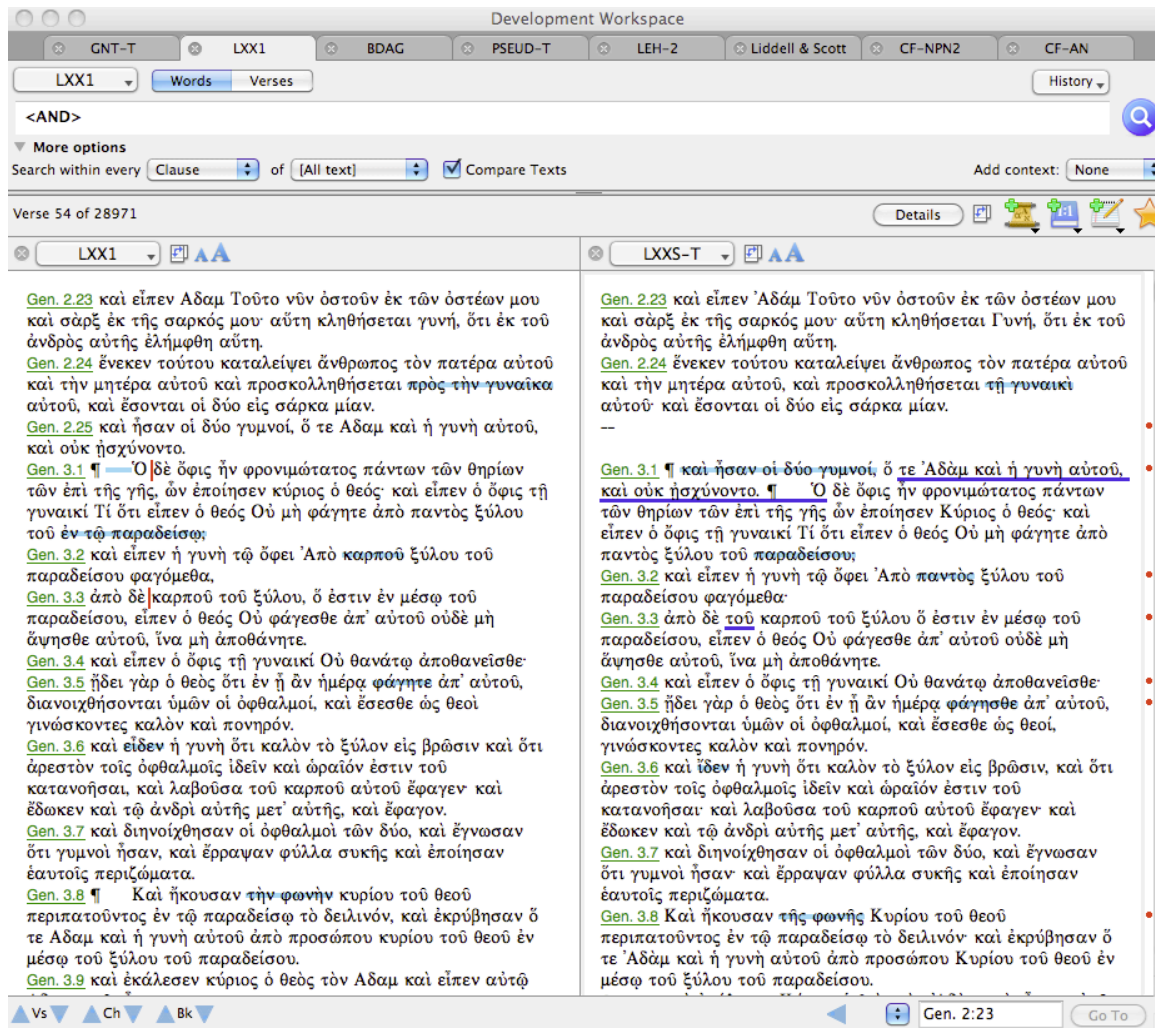 Development Workspace
GNT-T LXX1 BDAG PSEUD-T LEH-2 Liddell & Scott CF-NPN2 CF-AN
LXX1 Words Verses History
<AND>
More options
Search within every Clause of [All text] Compare Texts Add context: None
Verse 54 of 28971 Details
LXX1
Gen. 2.23 καὶ εἶπεν Αδαμ Τοῦτο νῦν ὀστοῦν ἐκ τῶν ὀστέων μου
καὶ σὰρξ ἐκ τῆς σαρκός μου· αὕτη κληθήσεται γυνή, ὅτι ἐκ τοῦ
ἀνδρὸς αὐτῆς ἐλήμφθη αὕτη.
Gen. 2.24 ἕνεκεν τούτου καταλείψει ἄνθρωπος τὸν πατέρα αὐτοῦ
καὶ τὴν μητέρα αὐτοῦ καὶ προσκολληθήσεται πρὸς τὴν γυναῖκα
αὐτοῦ, καὶ ἔσονται οἱ δύο εἰς σάρκα μίαν.
Gen. 2.25 καὶ ἦσαν οἱ δύο γυμνοί, ὅ τε Αδαμ καὶ ἡ γυνὴ αὐτοῦ,
καὶ οὐκ ᾐσχύνοντο.
Gen. 3.1 ¶ Ὁ δὲ ὄφις ἦν φρονιμώτατος πάντων τῶν θηρίων
τῶν ἐπὶ τῆς γῆς, ὧν ἐποίησεν κύριος ὁ θεός· καὶ εἶπεν ὁ ὄφις τῇ
γυναικί Τί ὅτι εἶπεν ὁ θεός Οὐ μὴ φάγητε ἀπὸ παντὸς ξύλου
τοῦ ἐν τῷ παραδείσῳ;
Gen. 3.2 καὶ εἶπεν ἡ γυνὴ τῷ ὄφει Ἀπὸ καρποῦ ξύλου τοῦ
παραδείσου φαγόμεθα,
Gen. 3.3 ἀπὸ δὲ καρποῦ τοῦ ξύλου, ὅ ἐστιν ἐν μέσῳ τοῦ
παραδείσου, εἶπεν ὁ θεός Οὐ φάγεσθε ἀπ' αὐτοῦ οὐδὲ μὴ
ἅψησθε αὐτοῦ, ἵνα μὴ ἀποθάνητε.
Gen. 3.4 καὶ εἶπεν ὁ ὄφις τῇ γυναικί Οὐ θανάτῳ ἀποθανεῖσθε·
Gen. 3.5 ᾔδει γὰρ ὁ θεὸς ὅτι ἐν ᾗ ἂν ἡμέρᾳ φάγητε ἀπ' αὐτοῦ,
διανοιχθήσονται ὑμῶν οἱ ὀφθαλμοί, καὶ ἔσεσθε ὡς θεοὶ
γινώσκοντες καλὸν καὶ πονηρόν.
Gen. 3.6 καὶ εἶδεν ἡ γυνὴ ὅτι καλὸν τὸ ξύλον εἰς βρῶσιν καὶ ὅτι
ἀρεστὸν τοῖς ὀφθαλμοῖς ἰδεῖν καὶ ὡραῖόν ἐστιν τοῦ
κατανοῆσαι, καὶ λαβοῦσα τοῦ καρποῦ αὐτοῦ ἔφαγεν· καὶ
ἔδωκεν καὶ τῷ ἀνδρὶ αὐτῆς μετ' αὐτῆς, καὶ ἔφαγον.
Gen. 3.7 καὶ διηνοίχθησαν οἱ ὀφθαλμοὶ τῶν δύο, καὶ ἔγνωσαν
ὅτι γυμνοὶ ἦσαν, καὶ ἔρραψαν φύλλα συκῆς καὶ ἐποίησαν
ἑαυτοῖς περιζώματα.
Gen. 3.8 ¶ Καὶ ἤκουσαν τὴν φωνὴν κυρίου τοῦ θεοῦ
περιπατοῦντος ἐν τῷ παραδείσῳ τὸ δειλινόν, καὶ ἐκρύβησαν ὅ
τε Αδαμ καὶ ἡ γυνὴ αὐτοῦ ἀπὸ προσώπου κυρίου τοῦ θεοῦ ἐν
μέσῳ τοῦ ξύλου τοῦ παραδείσου.
Gen. 3.9 καὶ ἐκάλεσεν κύριος ὁ θεὸς τὸν Αδαμ καὶ εἶπεν αὐτῷ
LXXS-T
Gen. 2.23 καὶ εἶπεν Ἀδάμ Τοῦτο νῦν ὀστοῦν ἐκ τῶν ὀστέων μου
καὶ σὰρξ ἐκ τῆς σαρκός μου· αὕτη κληθήσεται Γυνή, ὅτι ἐκ τοῦ
ἀνδρὸς αὐτῆς ἐλήμφθη αὕτη.
Gen. 2.24 ἕνεκεν τούτου καταλείψει ἄνθρωπος τὸν πατέρα αὐτοῦ
καὶ τὴν μητέρα αὐτοῦ, καὶ προσκολληθήσεται τῇ γυναικὶ
αὐτοῦ· καὶ ἔσονται οἱ δύο εἰς σάρκα μίαν.
--
Gen. 3.1 ¶ καὶ ἦσαν οἱ δύο γυμνοί, ὅ τε Ἀδὰμ καὶ ἡ γυνὴ αὐτοῦ,
καὶ οὐκ ᾐσχύνοντο. ¶ Ὁ δὲ ὄφις ἦν φρονιμώτατος πάντων
τῶν θηρίων τῶν ἐπὶ τῆς γῆς ὧν ἐποίησεν Κύριος ὁ θεός· καὶ
εἶπεν ὁ ὄφις τῇ γυναικί Τί ὅτι εἶπεν ὁ θεός Οὐ μὴ φάγητε ἀπὸ
παντὸς ξύλου τοῦ παραδείσου;
Gen. 3.2 καὶ εἶπεν ἡ γυνὴ τῷ ὄφει Ἀπὸ παντὸς ξύλου τοῦ
παραδείσου φαγόμεθα·
Gen. 3.3 ἀπὸ δὲ τοῦ καρποῦ τοῦ ξύλου ὅ ἐστιν ἐν μέσῳ τοῦ
παραδείσου, εἶπεν ὁ θεός Οὐ φάγεσθε ἀπ' αὐτοῦ οὐδὲ μὴ
ἅψησθε αὐτοῦ, ἵνα μὴ ἀποθάνητε.
Gen. 3.4 καὶ εἶπεν ὁ ὄφις τῇ γυναικί Οὐ θανάτῳ ἀποθανεῖσθε·
Gen. 3.5 ᾔδει γὰρ ὁ θεὸς ὅτι ἐν ᾗ ἂν ἡμέρᾳ φάγησθε ἀπ' αὐτοῦ,
διανοιχθήσονται ὑμῶν οἱ ὀφθαλμοί, καὶ ἔσεσθε ὡς θεοί,
γινώσκοντες καλὸν καὶ πονηρόν.
Gen. 3.6 καὶ ἴδεν ἡ γυνὴ ὅτι καλὸν τὸ ξύλον εἰς βρῶσιν, καὶ ὅτι
ἀρεστὸν τοῖς ὀφθαλμοῖς ἰδεῖν καὶ ὡραῖόν ἐστιν τοῦ
κατανοῆσαι· καὶ λαβοῦσα τοῦ καρποῦ αὐτοῦ ἔφαγεν· καὶ
ἔδωκεν καὶ τῷ ἀνδρὶ αὐτῆς μετ' αὐτῆς, καὶ ἔφαγον.
Gen. 3.7 καὶ διηνοίχθησαν οἱ ὀφθαλμοὶ τῶν δύο, καὶ ἔγνωσαν
ὅτι γυμνοὶ ἦσαν· καὶ ἔρραψαν φύλλα συκῆς καὶ ἐποίησαν
ἑαυτοῖς περιζώματα.
Gen. 3.8 Καὶ ἤκουσαν τῆς φωνῆς Κυρίου τοῦ θεοῦ
περιπατοῦντος ἐν τῷ παραδείσῳ τὸ δειλινόν· καὶ ἐκρύβησαν ὅ
τε Ἀδὰμ καὶ ἡ γυνὴ αὐτοῦ ἀπὸ προσώπου Κυρίου τοῦ θεοῦ ἐν
μέσῳ τοῦ ξύλου τοῦ παραδείσου.
Vs Ch Bk Gen. 2:23 Go To